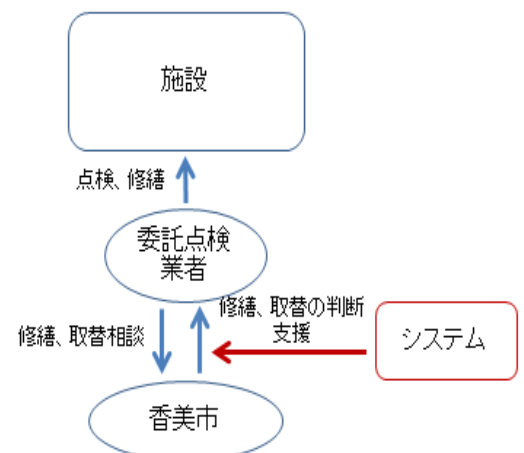 施設
点検、修繕
委託点検
業者
修繕、取替の判断
支援
システム
修繕、取替相談
香美市